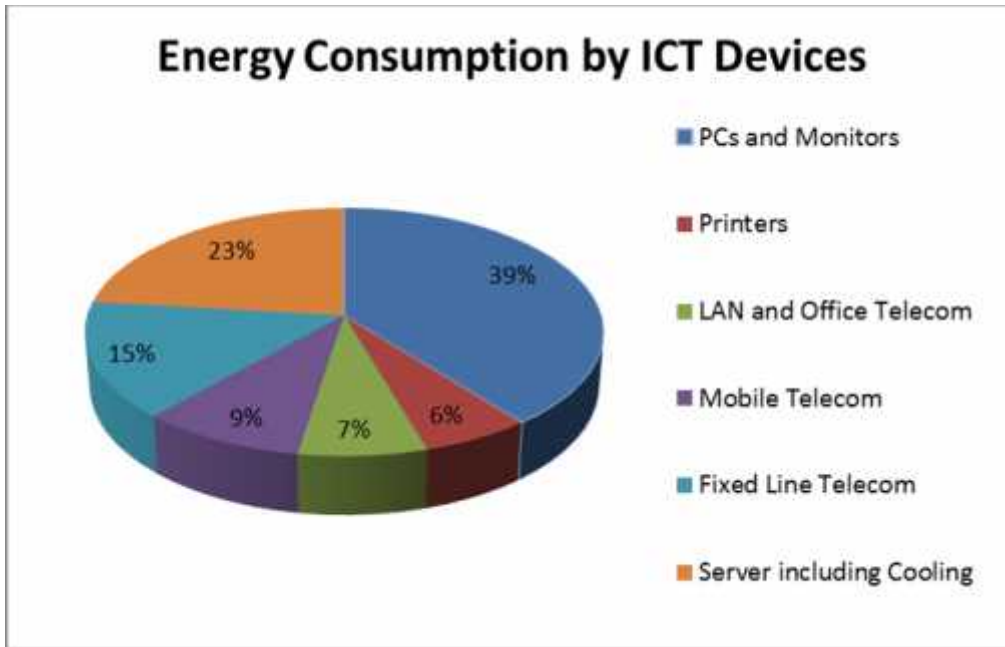 Energy Consumption by ICT Devices
PCs and Monitors
Printers
LAN and Office Telecom
Mobile Telecom
Fixed Line Telecom
Server including Cooling
23%
39%
15%
9%
7%
6%